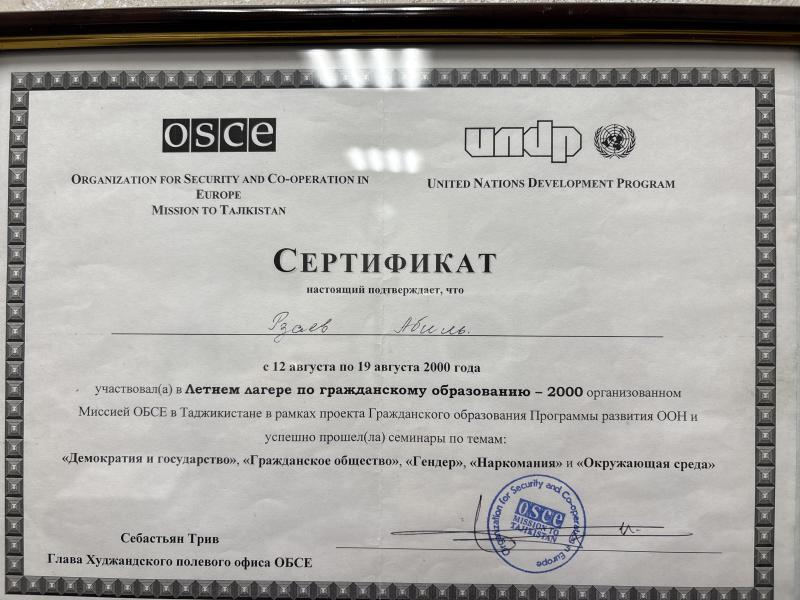 osce
undp
ORGANIZATION FOR SECURITY AND CO-OPERATION IN
EUROPE
MISSION TO TAJIKISTAN
UNITED NATIONS DEVELOPMENT PROGRAM
СЕРТИФИКАТ
настоящий подтверждает, что
Рзаев Абиль.
с 12 августа по 19 августа 2000 года
участвовал(а) в Летнем лагере по гражданскому образованию – 2000 организованном
Миссией ОБСЕ в Таджикистане в рамках проекта Гражданского образования Программы развития ООН и
успешно прошел(ла) семинары по темам:
«Демократия и государство», «Гражданское общество», «Гендер», «Наркомания» и «Окружающая среда»
Organization for Security and Co-operation in Europe
OSCE
MISSION TO
TAJIKISTAN
Себастьян Трив
Глава Худжандского полевого офиса ОБСЕ